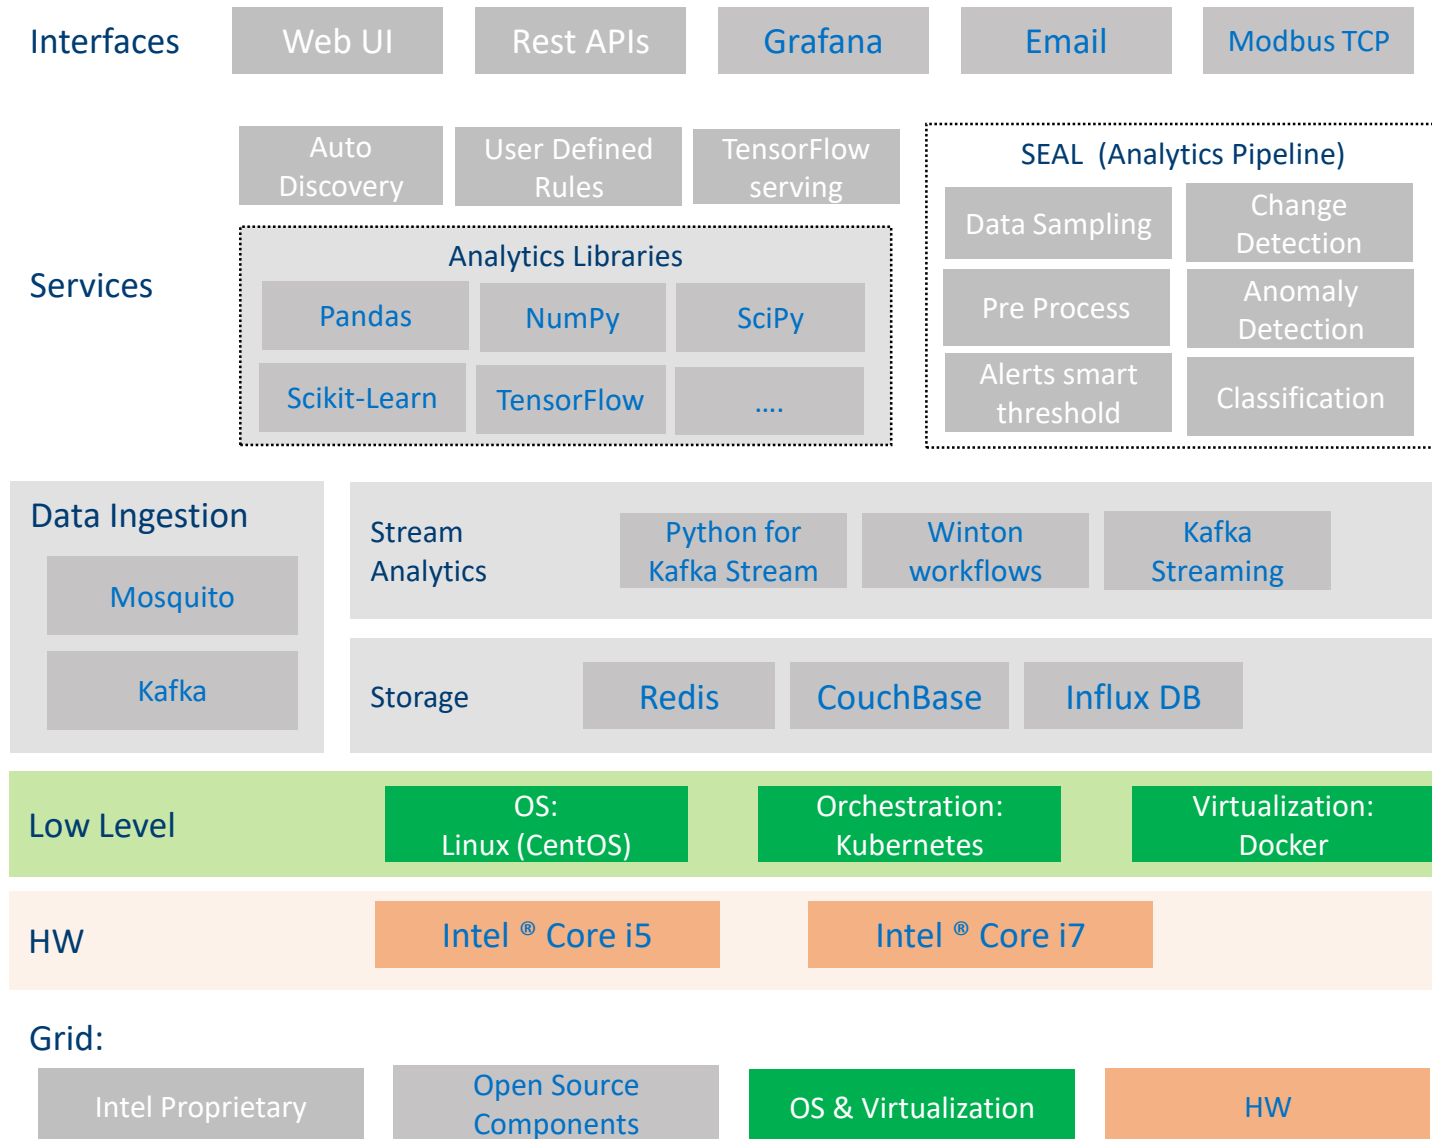 Interfaces
Web UI
Rest APIs
Grafana
Email
Modbus TCP
Services
Auto
Discovery
User Defined
Rules
TensorFlow
serving
Analytics Libraries
Pandas
NumPy
SciPy
Scikit-Learn
TensorFlow
....
SEAL (Analytics Pipeline)
Data Sampling
Change
Detection
Pre Process
Anomaly
Detection
Alerts smart
threshold
Classification
Data Ingestion
Mosquito
Kafka
Stream
Analytics
Python for
Kafka Stream
Winton
workflows
Kafka
Streaming
Storage
Redis
CouchBase
Influx DB
Low Level
OS:
Linux (CentOS)
Orchestration:
Kubernetes
Virtualization:
Docker
HW
Intel ® Core i5
Intel ® Core i7
Grid:
Intel Proprietary
Open Source
Components
OS & Virtualization
HW